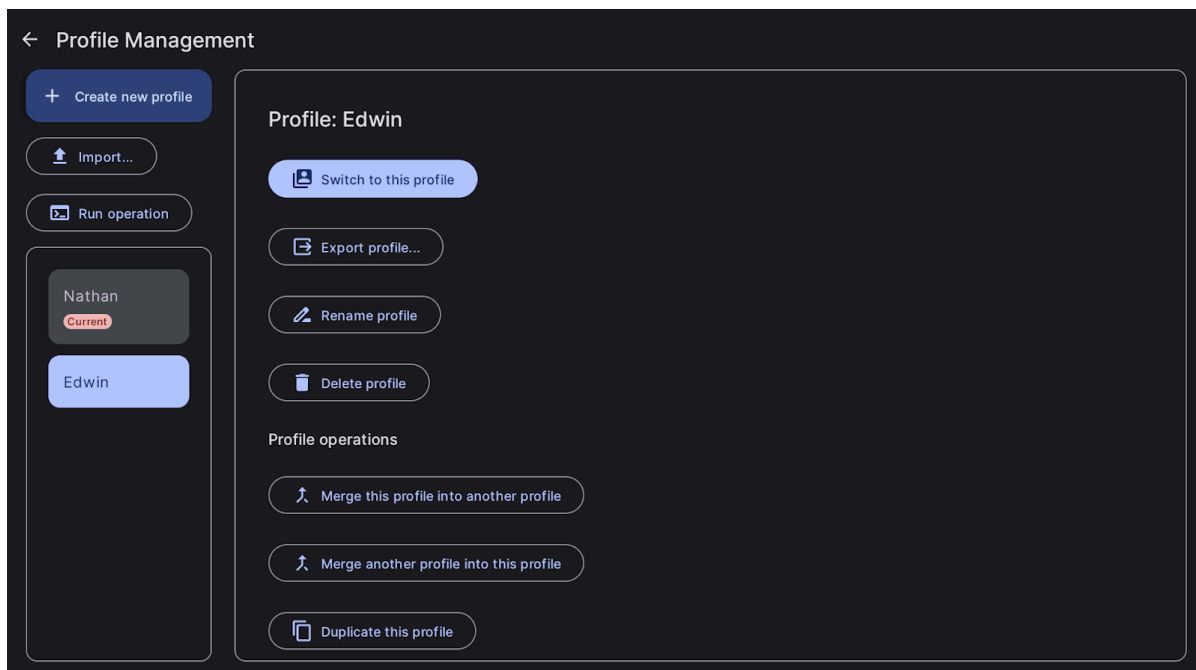 Profile Management
Create new profile
Import...
Run operation
Nathan
Current
Edwin
Profile: Edwin
Switch to this profile
Export profile...
Rename profile
Delete profile
Profile operations
Merge this profile into another profile
Merge another profile into this profile
Duplicate this profile